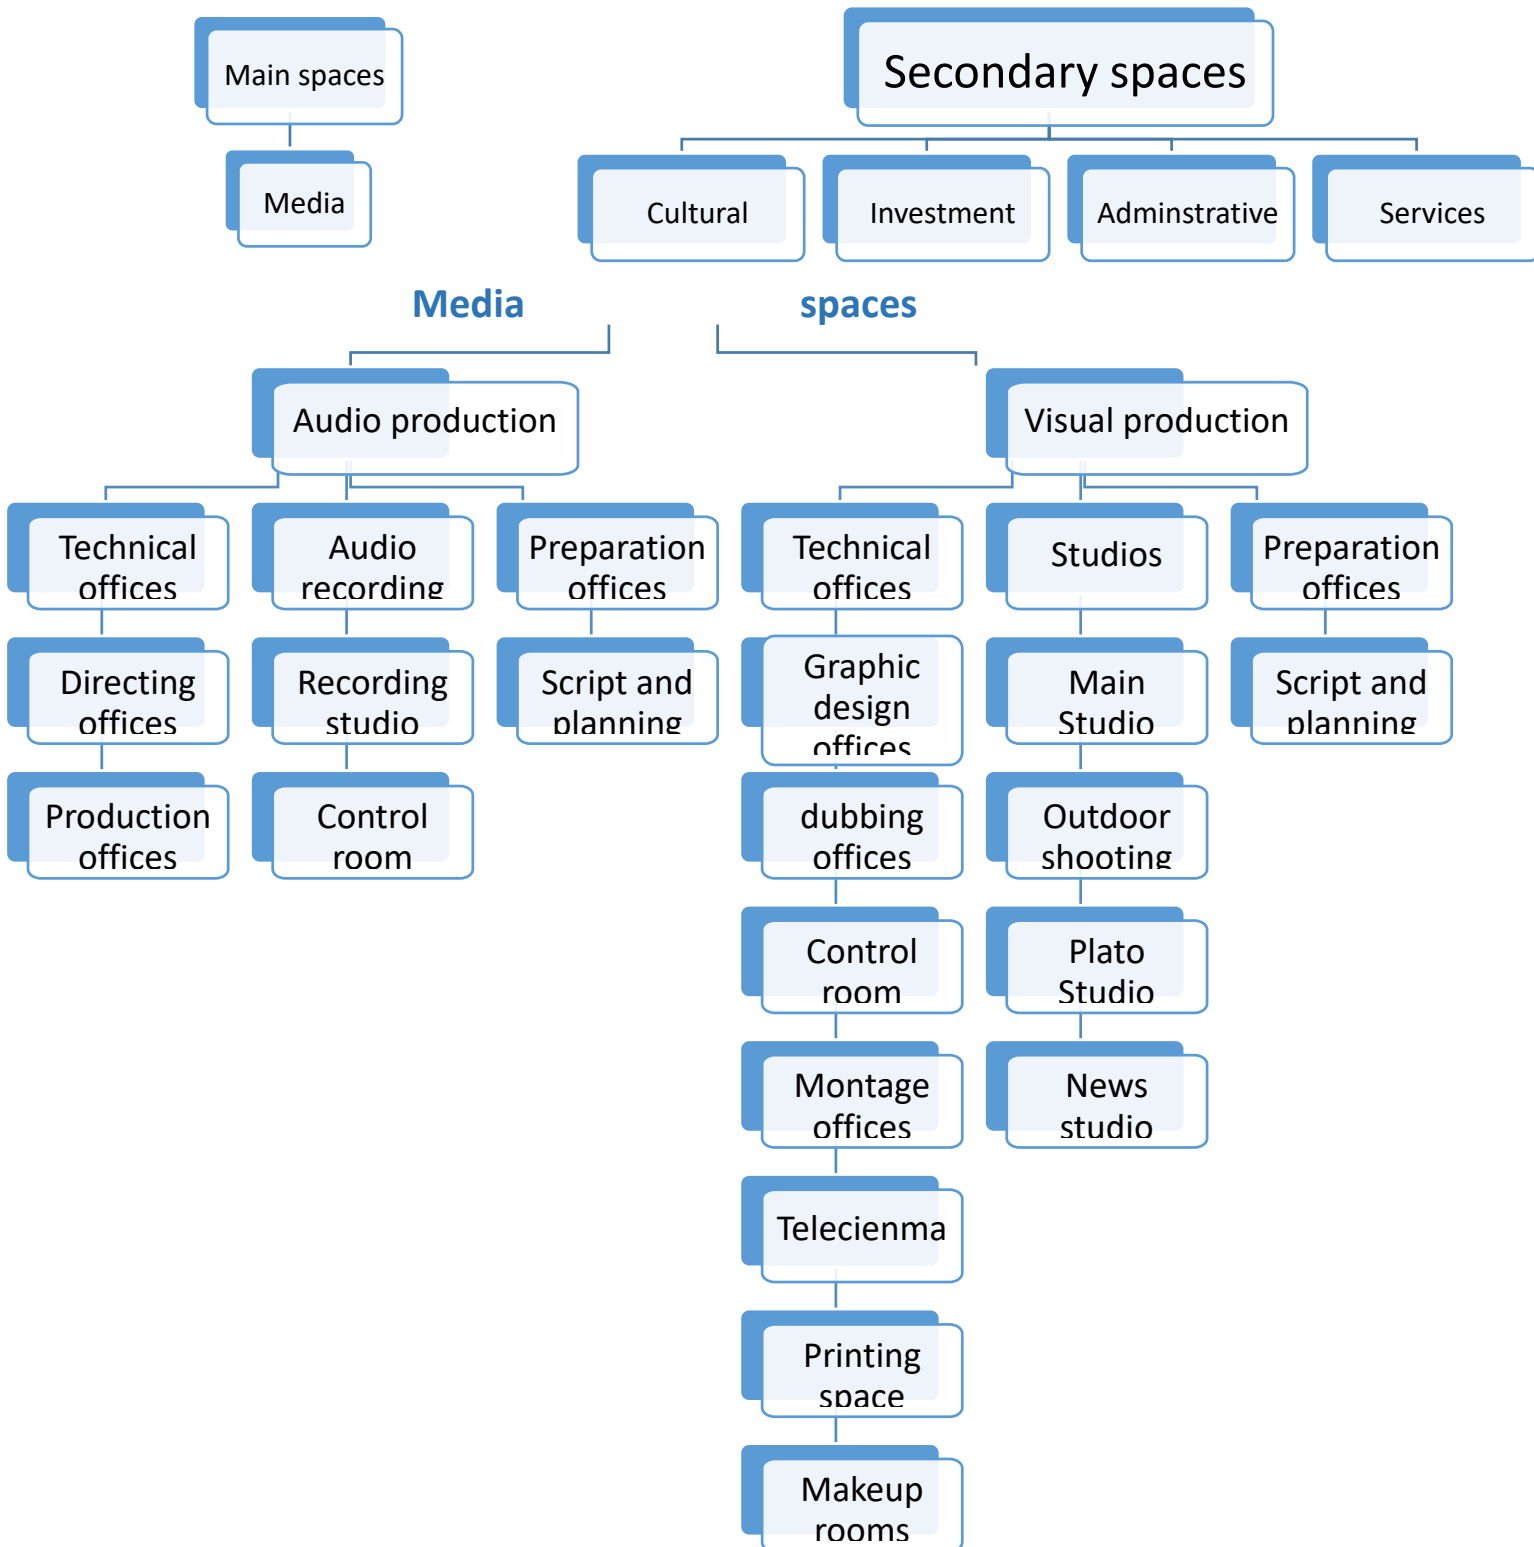 Main spaces
Media
Secondary spaces
Cultural
Investment
Adminstrative
Services
Media spaces
Audio production
Technical
offices
Directing
offices
Production
offices
Audio
recording
Recording
studio
Control
room
Preparation
offices
Script and
planning
Visual production
Technical
offices
Graphic
design
offices
dubbing
offices
Control
room
Montage
offices
Telecienma
Printing
space
Makeup
rooms
Studios
Main
Studio
Outdoor
shooting
Plato
Studio
News
studio
Preparation
offices
Script and
planning